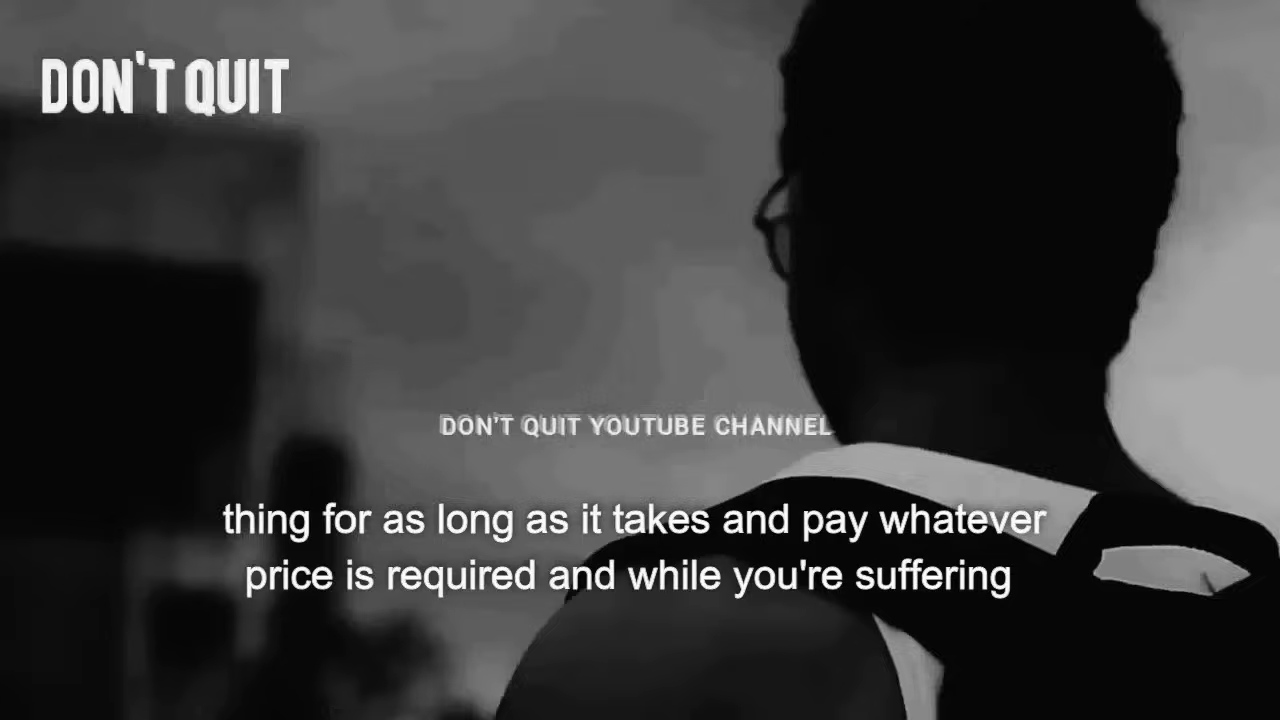 DON'T QUIT
DON'T QUIT YOUTUBE CHANNEL
thing for as long as it takes and pay whatever
price is required and while you're suffering